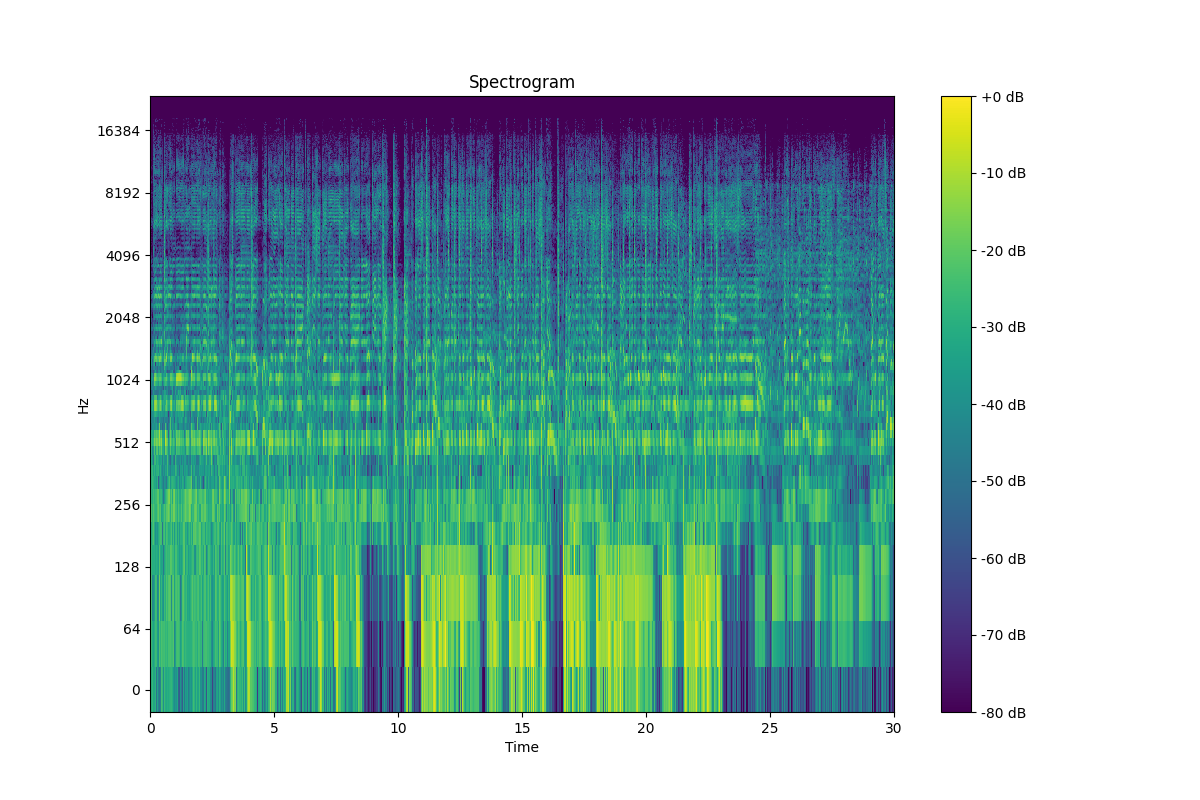 Spectrogram
Hz
16384
8192
4096
2048
1024
512
256
128
64
0
0 5 10 15 20 25 30
Time
+0 dB
-10 dB
-20 dB
-30 dB
-40 dB
-50 dB
-60 dB
-70 dB
-80 dB